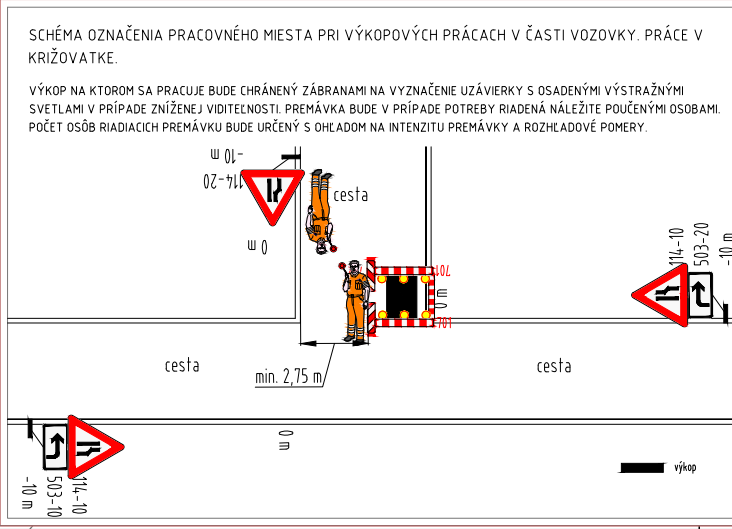 SCHÉMA OZNAČENIA PRACOVNÉHO MIESTA PRI VÝKOPOVÝCH PRÁCACH V ČASTI VOZOVKY. PRÁCE V
KRIŽOVATKE.
VÝKOP NA KTOROM SA PRACUJE BUDE CHRÁNENÝ ZÁBRANAMI NA VYZNAČENIE UZÁVIERKY S OSADENÝMI VÝSTRAŽNÝMI
SVETLAMI V PRÍPADE ZNÍŽENEJ VIDITEĽNOSTI. PREMÁVKA BUDE V PRÍPADE POTREBY RIADENÁ NÁLEŽITE POUČENÝMI OSOBAMI.
POČET OSÔB RIADIACICH PREMÁVKU BUDE URČENÝ S OHĽADOM NA INTENZITU PREMÁVKY A ROZHĽADOVÉ POMERY.
-10 m
114-20
0 m
cesta
701
0 m
701
114-10
503-20
-10 m
cesta
min. 2,75 m
cesta
0 m
-10 m
503-10
114-10
výkop